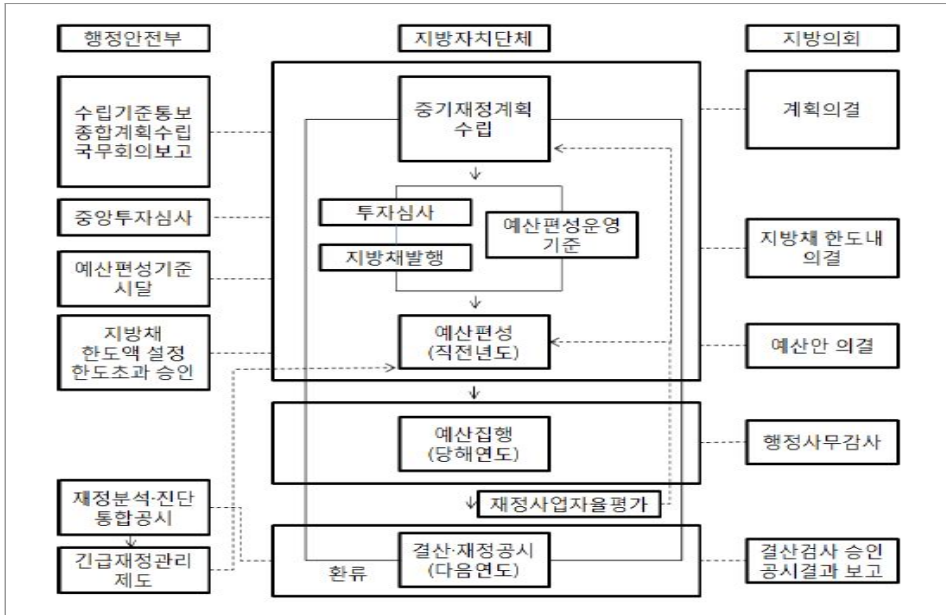 행정안전부
지방자치단체
지방의회
수립기준통보
종합계획수립
국무회의보고
중기재정계획
수립
계획의결
중앙투자심사
투자심사
예산편성운영
기준
지방채발행
지방채 한도내
의결
예산편성기준
시달
지방채
한도액 설정
한도초과 승인
예산편성
(직전년도)
예산안 의결
예산집행
(당해연도)
행정사무감사
재정분석·진단
통합공시
재정사업자율평가
긴급재정관리
제도
환류
결산·재정공시
(다음연도)
결산검사 승인
공시결과 보고